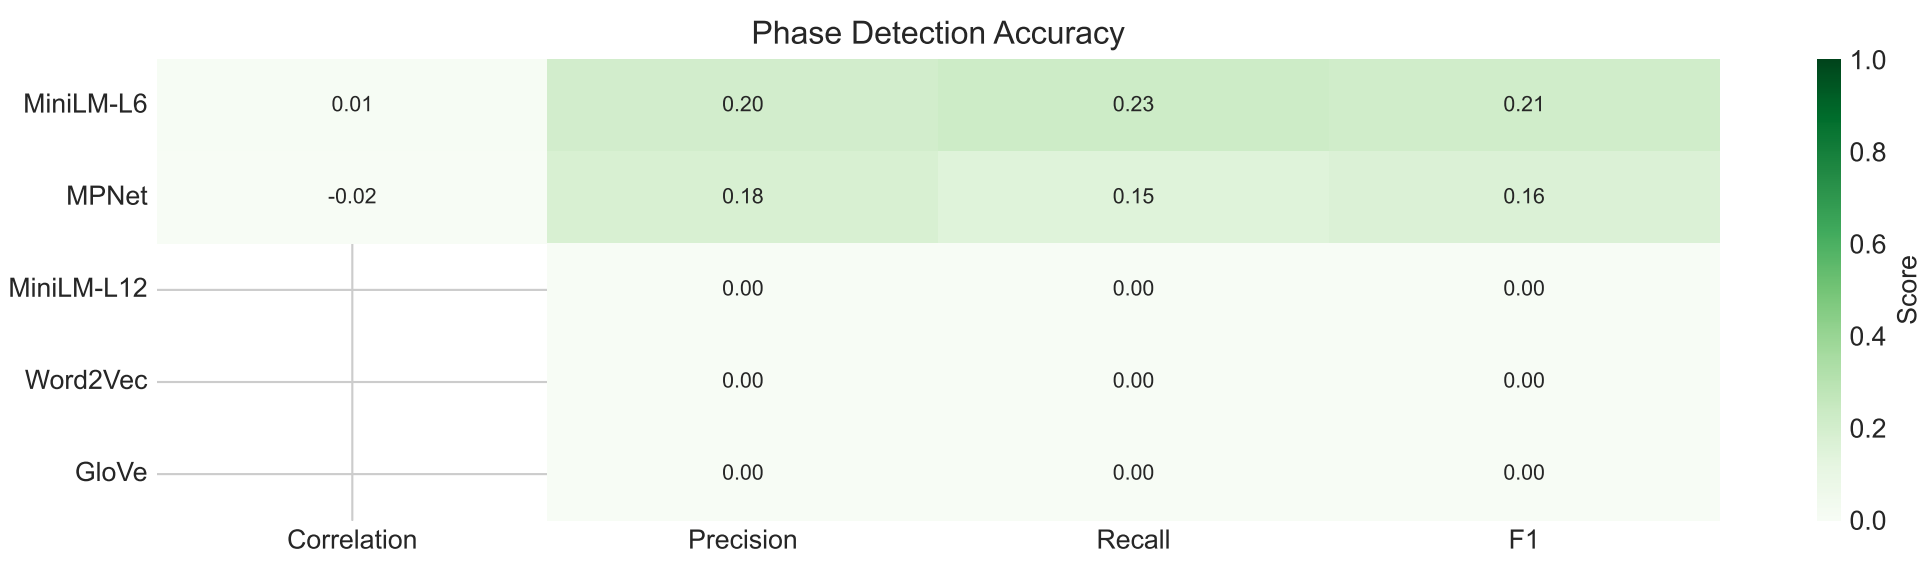 Phase Detection Accuracy
MiniLM-L6 0.01 0.20 0.23 0.21
MPNet -0.02 0.18 0.15 0.16
MiniLM-L12 0.00 0.00 0.00
Word2Vec 0.00 0.00 0.00
GloVe 0.00 0.00 0.00
Correlation Precision Recall F1
1.0
0.8
0.6
0.4
0.2
0.0
Score